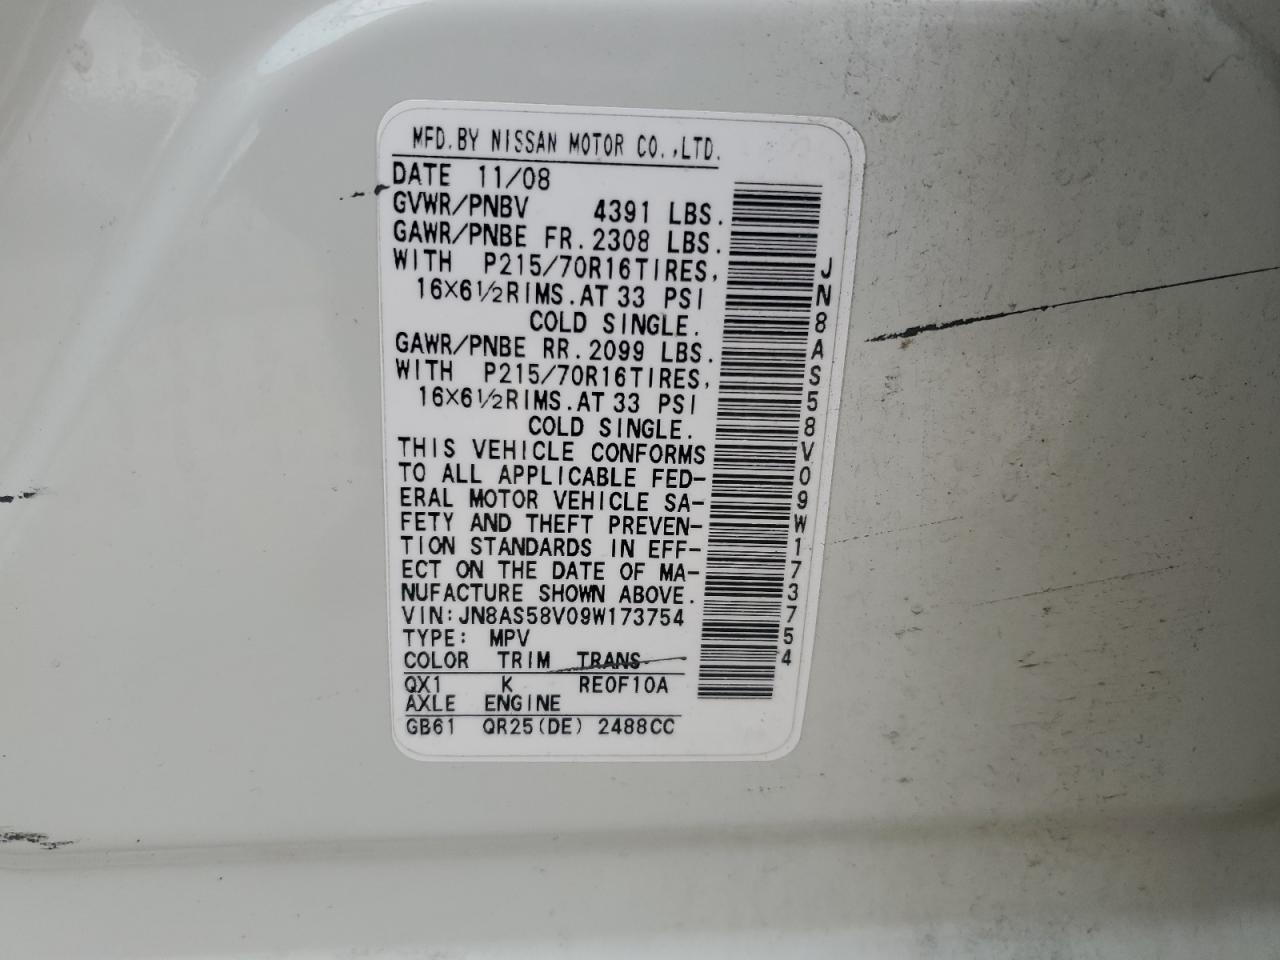 MFD. BY NISSAN MOTOR CO.,LTD.
DATE 11/08
GVWR/PNBV 4391 LBS.
GAWR/PNBE FR. 2308 LBS.
WITH P215/70R16TIRES,
16X6½RIMS. AT 33 PSI
COLD SINGLE.
GAWR/PNBE RR. 2099 LBS.
WITH P215/70R16TIRES,
16X6½RIMS. AT 33 PSI
COLD SINGLE.
THIS VEHICLE CONFORMS
TO ALL APPLICABLE FED-
ERAL MOTOR VEHICLE SA-
FETY AND THEFT PREVEN-
TION STANDARDS IN EFF-
ECT ON THE DATE OF MA-
NUFACTURE SHOWN ABOVE.
VIN:JN8AS58V09W173754
TYPE: MPV
COLOR TRIM TRANS
QX1 K RE0F10A
AXLE ENGINE
GB61 QR25(DE) 2488CC
JN8AS58V09W173754